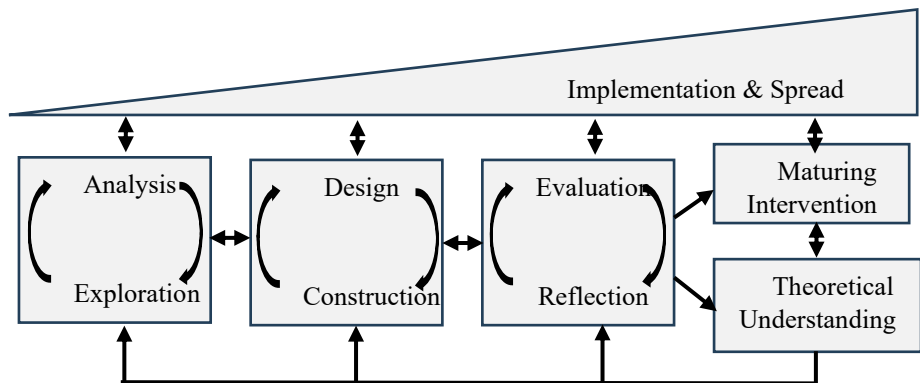 Implementation & Spread
Analysis
Exploration
Design
Construction
Evaluation
Reflection
Maturing
Intervention
Theoretical
Understanding